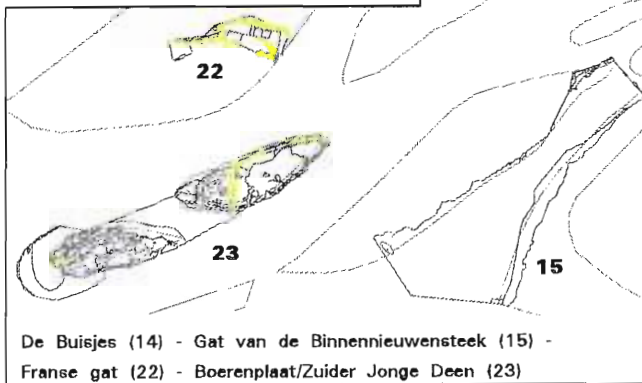 22
23
15
De Buisjes (14) - Gat van de Binnennieuwensteek (15) -
Franse gat (22) - Boerenplaat/Zuider Jonge Deen (23)